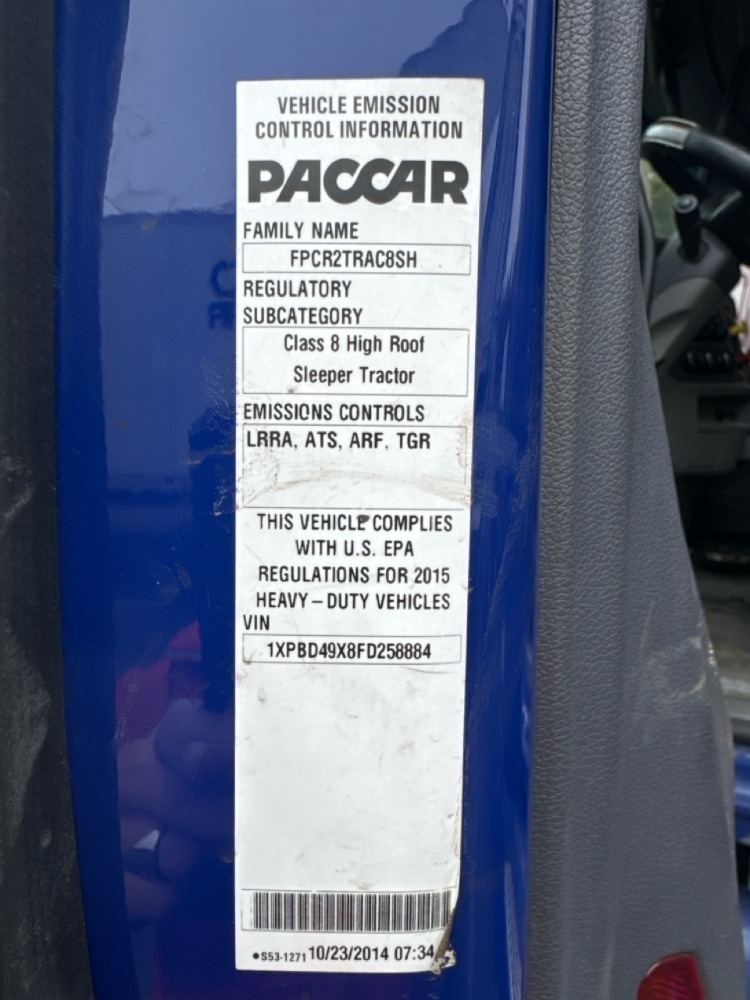 VEHICLE EMISSION
CONTROL INFORMATION
PACCAR
FAMILY NAME
FPCR2TRAC8SH
REGULATORY
SUBCATEGORY
Class 8 High Roof
Sleeper Tractor
EMISSIONS CONTROLS
LRRA, ATS, ARF, TGR
THIS VEHICLE COMPLIES
WITH U.S. EPA
REGULATIONS FOR 2015
HEAVY-DUTY VEHICLES
VIN
1XPBD49X8FD258884
•S53-1271 10/23/2014 07:34